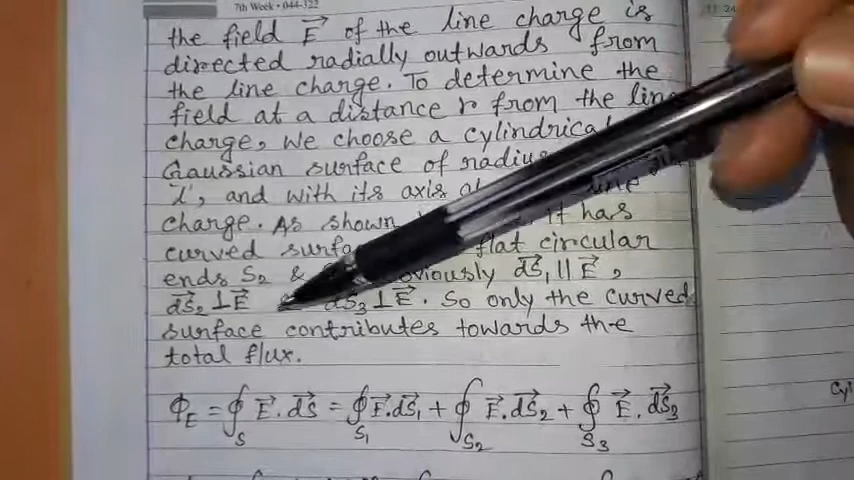 7th Week • 044-322
the field E⃗ of the line charge is
directed radially outwards from
the line charge. To determine the
field at a distance r from the line
charge, we choose a cylindrical
Gaussian surface of radius
'l', and with its axis
charge. As shown it has
curved flat circular
ends S₂ & dS⃗₁ ∥ E⃗,
dS⃗₂ ⊥ E⃗ dS⃗₃ ⊥ E⃗. So only the curved
surface contributes towards the
total flux.
Φ_E = ∮_S E⃗.dS⃗ = ∮_S₁ E⃗.dS⃗₁ + ∮_S₂ E⃗.dS⃗₂ + ∮_S₃ E⃗.dS⃗₃